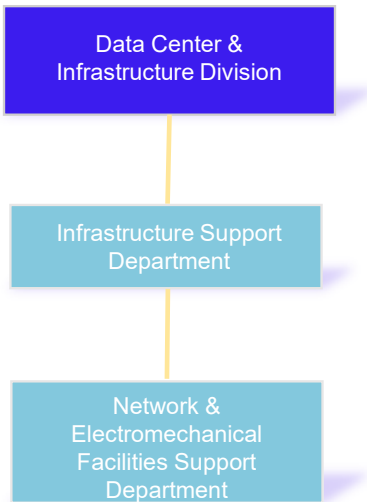 Data Center &
Infrastructure Division
Infrastructure Support
Department
Network &
Electromechanical
Facilities Support
Department